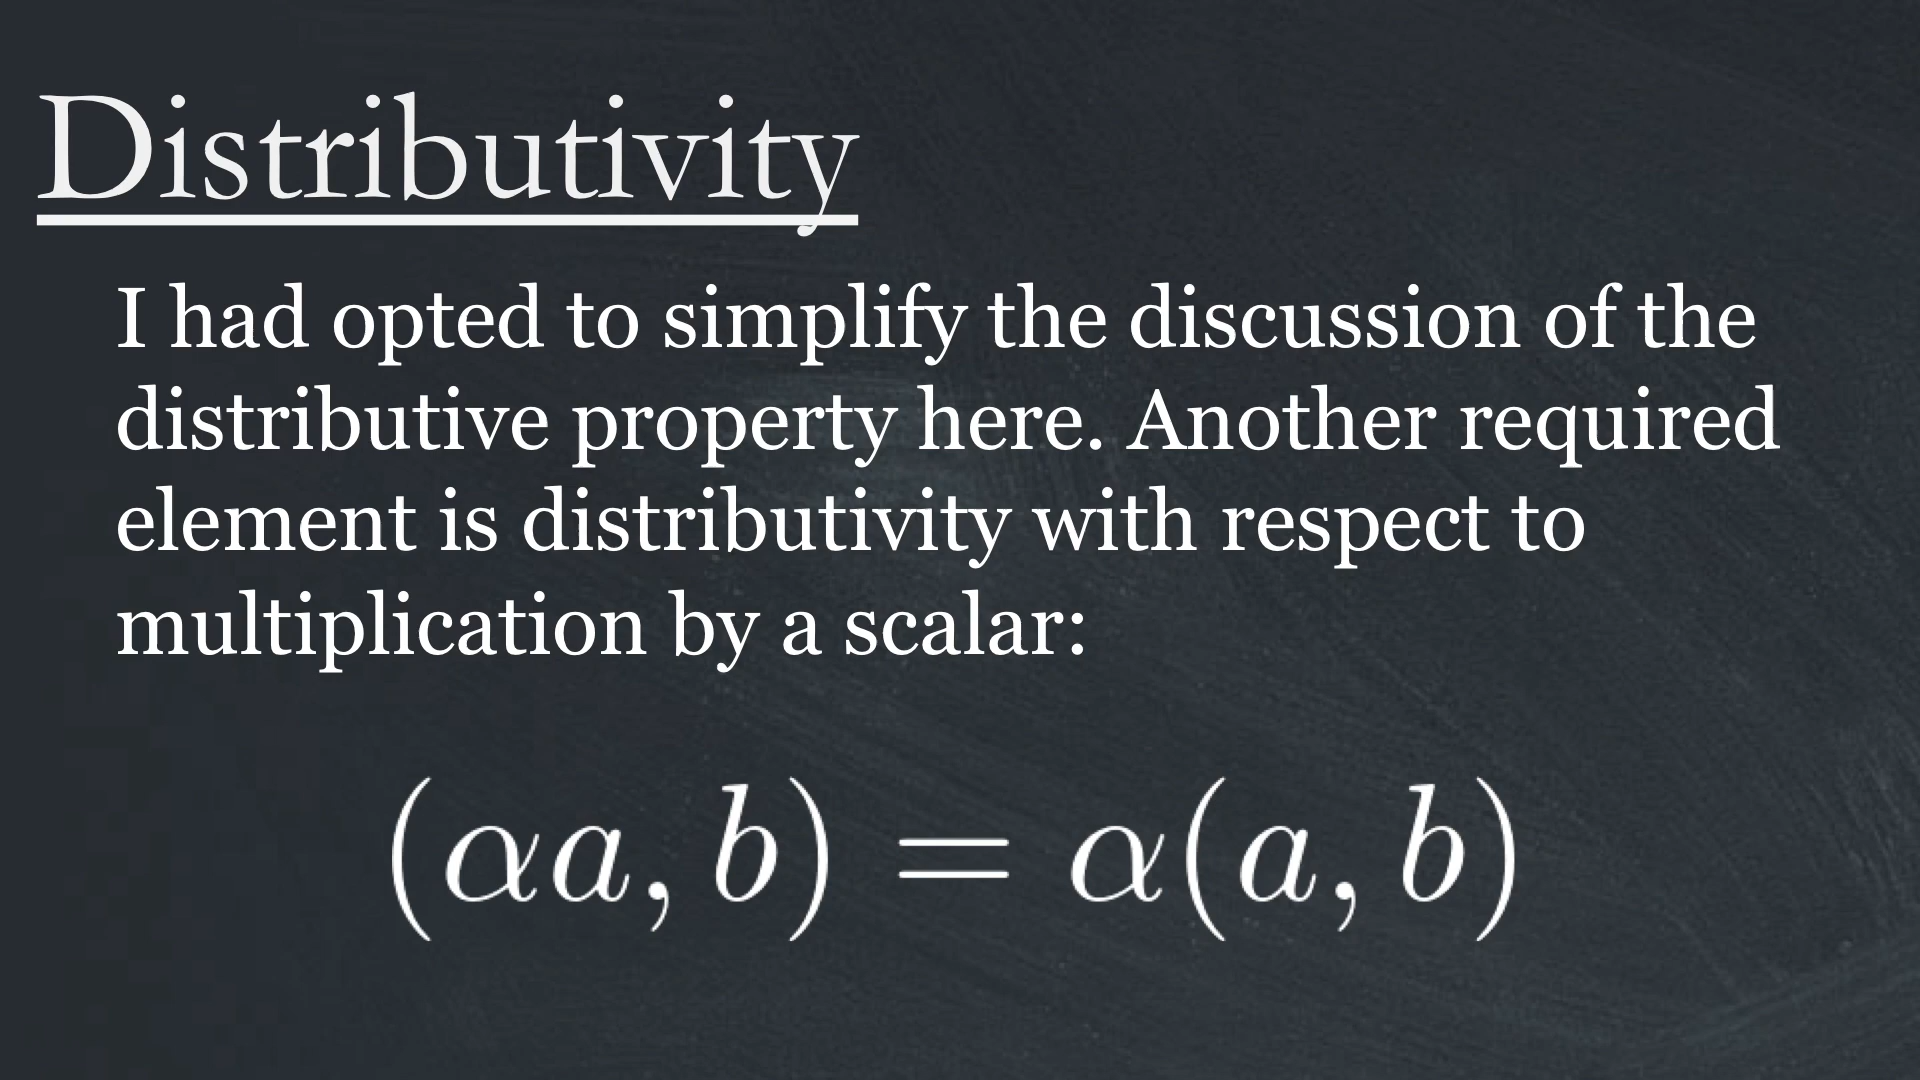 Distributivity
I had opted to simplify the discussion of the
distributive property here. Another required
element is distributivity with respect to
multiplication by a scalar:
(αa, b) = α(a, b)